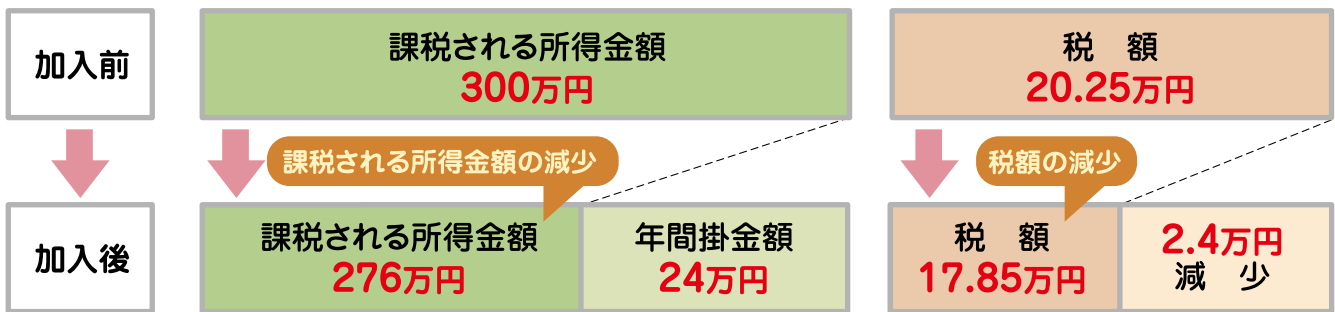 加入前
課税される所得金額
300万円
税　額
20.25万円
課税される所得金額の減少
税額の減少
加入後
課税される所得金額
276万円
年間掛金額
24万円
税　額
17.85万円
2.4万円
減　少